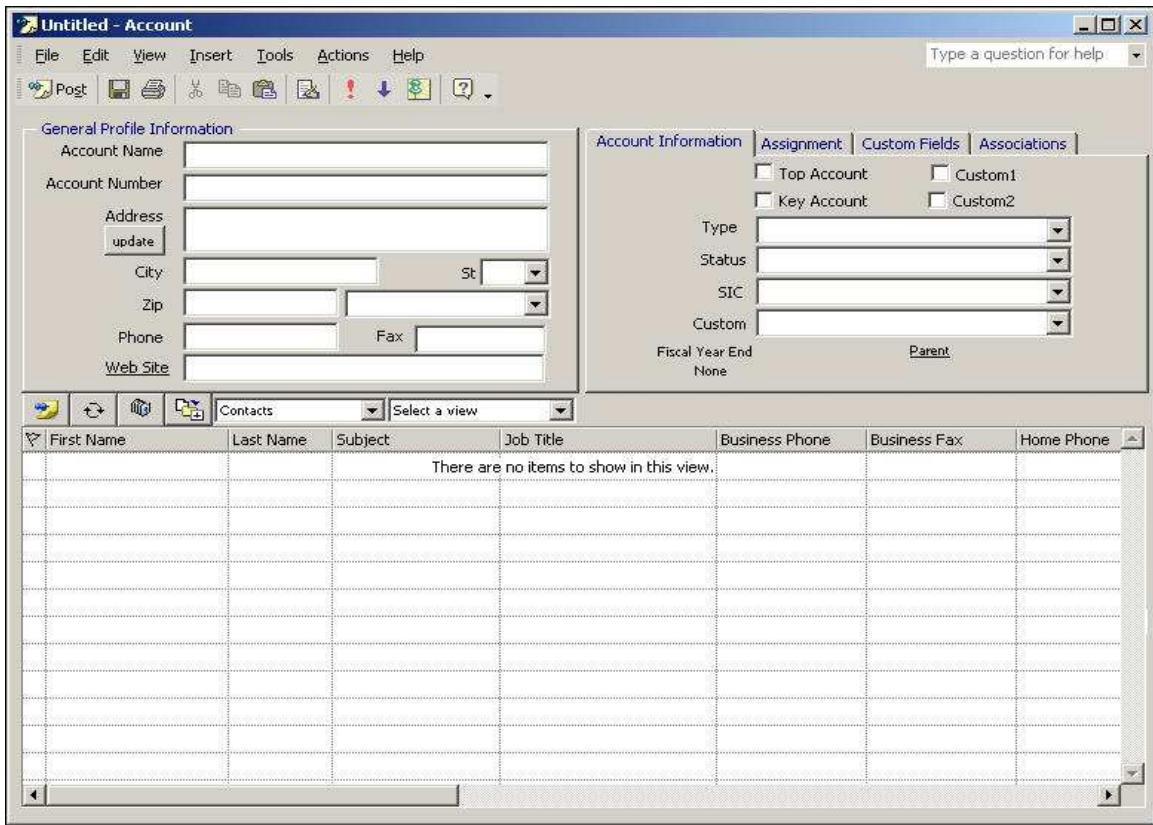 Untitled - Account
File Edit View Insert Tools Actions Help
Type a question for help
Post
General Profile Information
Account Name
Account Number
Address
update
City
St
Zip
Phone
Fax
Web Site
Account Information Assignment Custom Fields Associations
Top Account Custom1
Key Account Custom2
Type
Status
SIC
Custom
Fiscal Year End Parent
None
Contacts Select a view
First Name Last Name Subject Job Title Business Phone Business Fax Home Phone
There are no items to show in this view.